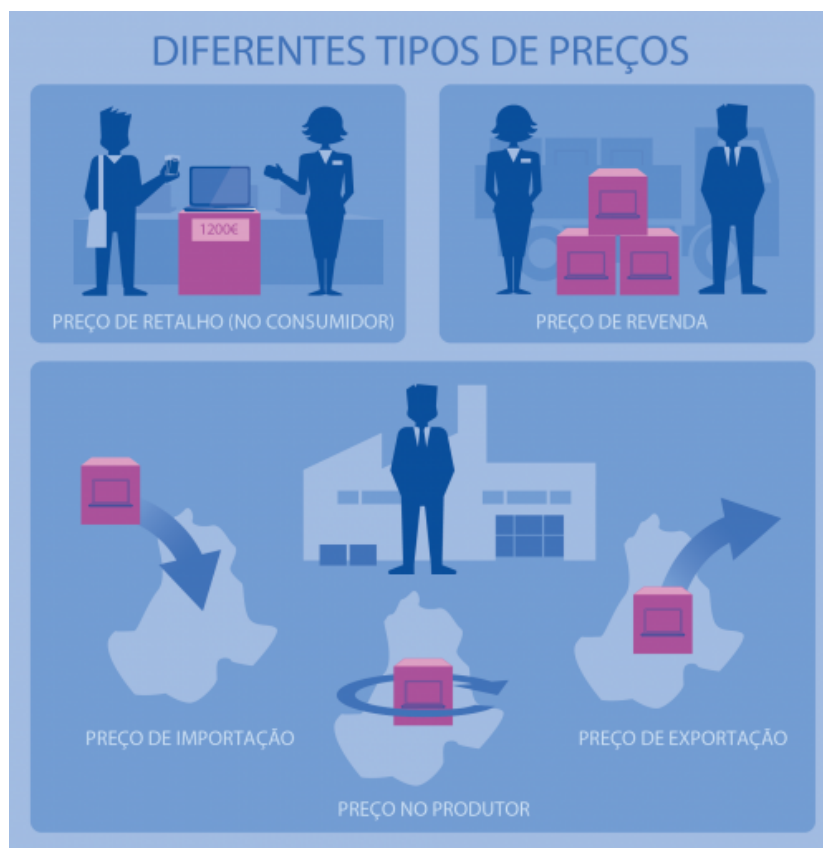 DIFERENTES TIPOS DE PREÇOS
1200€
PREÇO DE RETALHO (NO CONSUMIDOR)
PREÇO DE REVENDA
PREÇO DE IMPORTAÇÃO
PREÇO DE EXPORTAÇÃO
PREÇO NO PRODUTOR